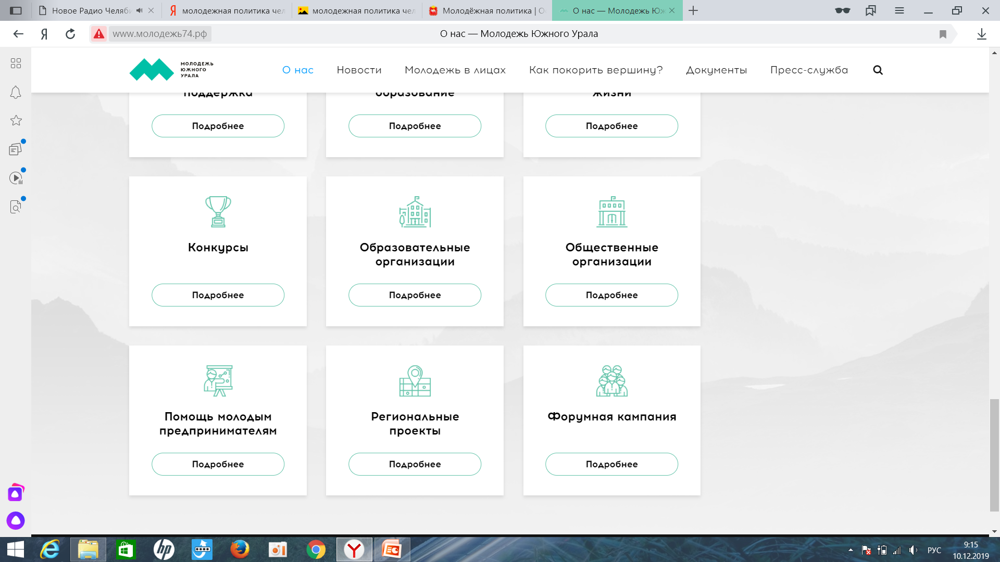 Новое Радио Челяби
молодежная политика чел
молодежная политика чел
Молодёжная политика | О
О нас — Молодежь Юж
www.молодежь74.рф
О нас — Молодежь Южного Урала
МОЛОДЕЖЬ
ЮЖНОГО
УРАЛА
О нас
Новости
Молодежь в лицах
Как покорить вершину?
Документы
Пресс-служба
поддержка
образование
жизни
Подробнее
Подробнее
Подробнее
Конкурсы
Образовательные
организации
Общественные
организации
Подробнее
Подробнее
Подробнее
Помощь молодым
предпринимателям
Региональные
проекты
Форумная кампания
Подробнее
Подробнее
Подробнее
РУС
9:15
10.12.2019